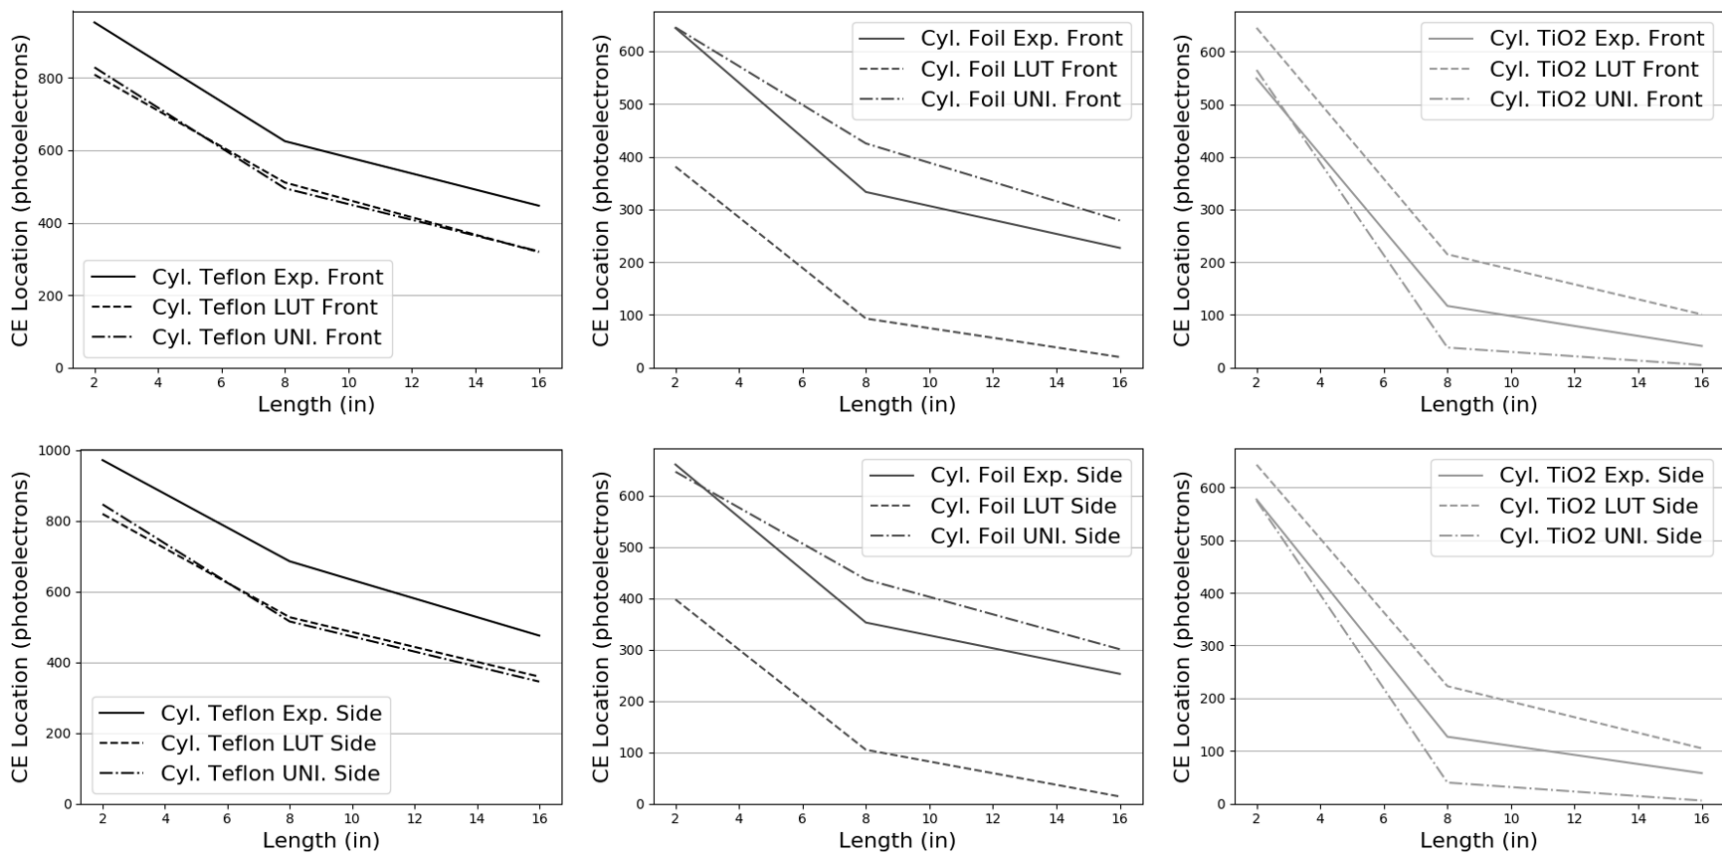 CE Location (photoelectrons)
800
600
400
200
0
Cyl. Teflon Exp. Front
Cyl. Teflon LUT Front
Cyl. Teflon UNI. Front
2 4 6 8 10 12 14 16
Length (in)
CE Location (photoelectrons)
600
500
400
300
200
100
0
Cyl. Foil Exp. Front
Cyl. Foil LUT Front
Cyl. Foil UNI. Front
2 4 6 8 10 12 14 16
Length (in)
CE Location (photoelectrons)
600
500
400
300
200
100
0
Cyl. TiO2 Exp. Front
Cyl. TiO2 LUT Front
Cyl. TiO2 UNI. Front
2 4 6 8 10 12 14 16
Length (in)
CE Location (photoelectrons)
1000
800
600
400
200
0
Cyl. Teflon Exp. Side
Cyl. Teflon LUT Side
Cyl. Teflon UNI. Side
2 4 6 8 10 12 14 16
Length (in)
CE Location (photoelectrons)
600
500
400
300
200
100
0
Cyl. Foil Exp. Side
Cyl. Foil LUT Side
Cyl. Foil UNI. Side
2 4 6 8 10 12 14 16
Length (in)
CE Location (photoelectrons)
600
500
400
300
200
100
0
Cyl. TiO2 Exp. Side
Cyl. TiO2 LUT Side
Cyl. TiO2 UNI. Side
2 4 6 8 10 12 14 16
Length (in)